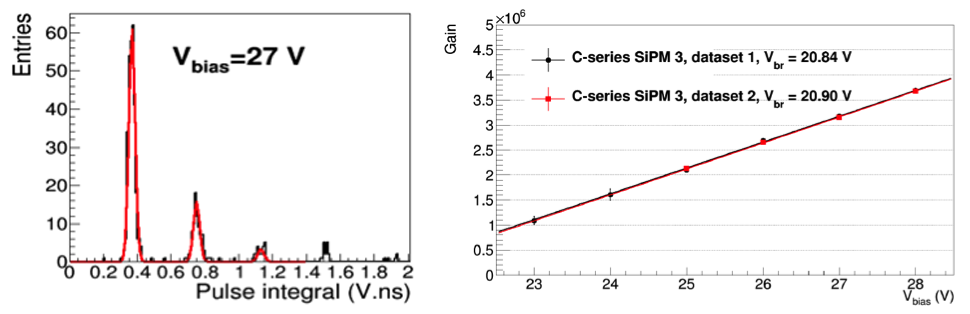 Entries
60
50
40
30
20
10
0
V_bias=27 V
0 0.2 0.4 0.6 0.8 1 1.2 1.4 1.6 1.8 2
Pulse integral (V.ns)
Gain
×10^6
5
4.5
4
3.5
3
2.5
2
1.5
1
0.5
0
C-series SiPM 3, dataset 1, V_br = 20.84 V
C-series SiPM 3, dataset 2, V_br = 20.90 V
23 24 25 26 27 28
V_bias (V)